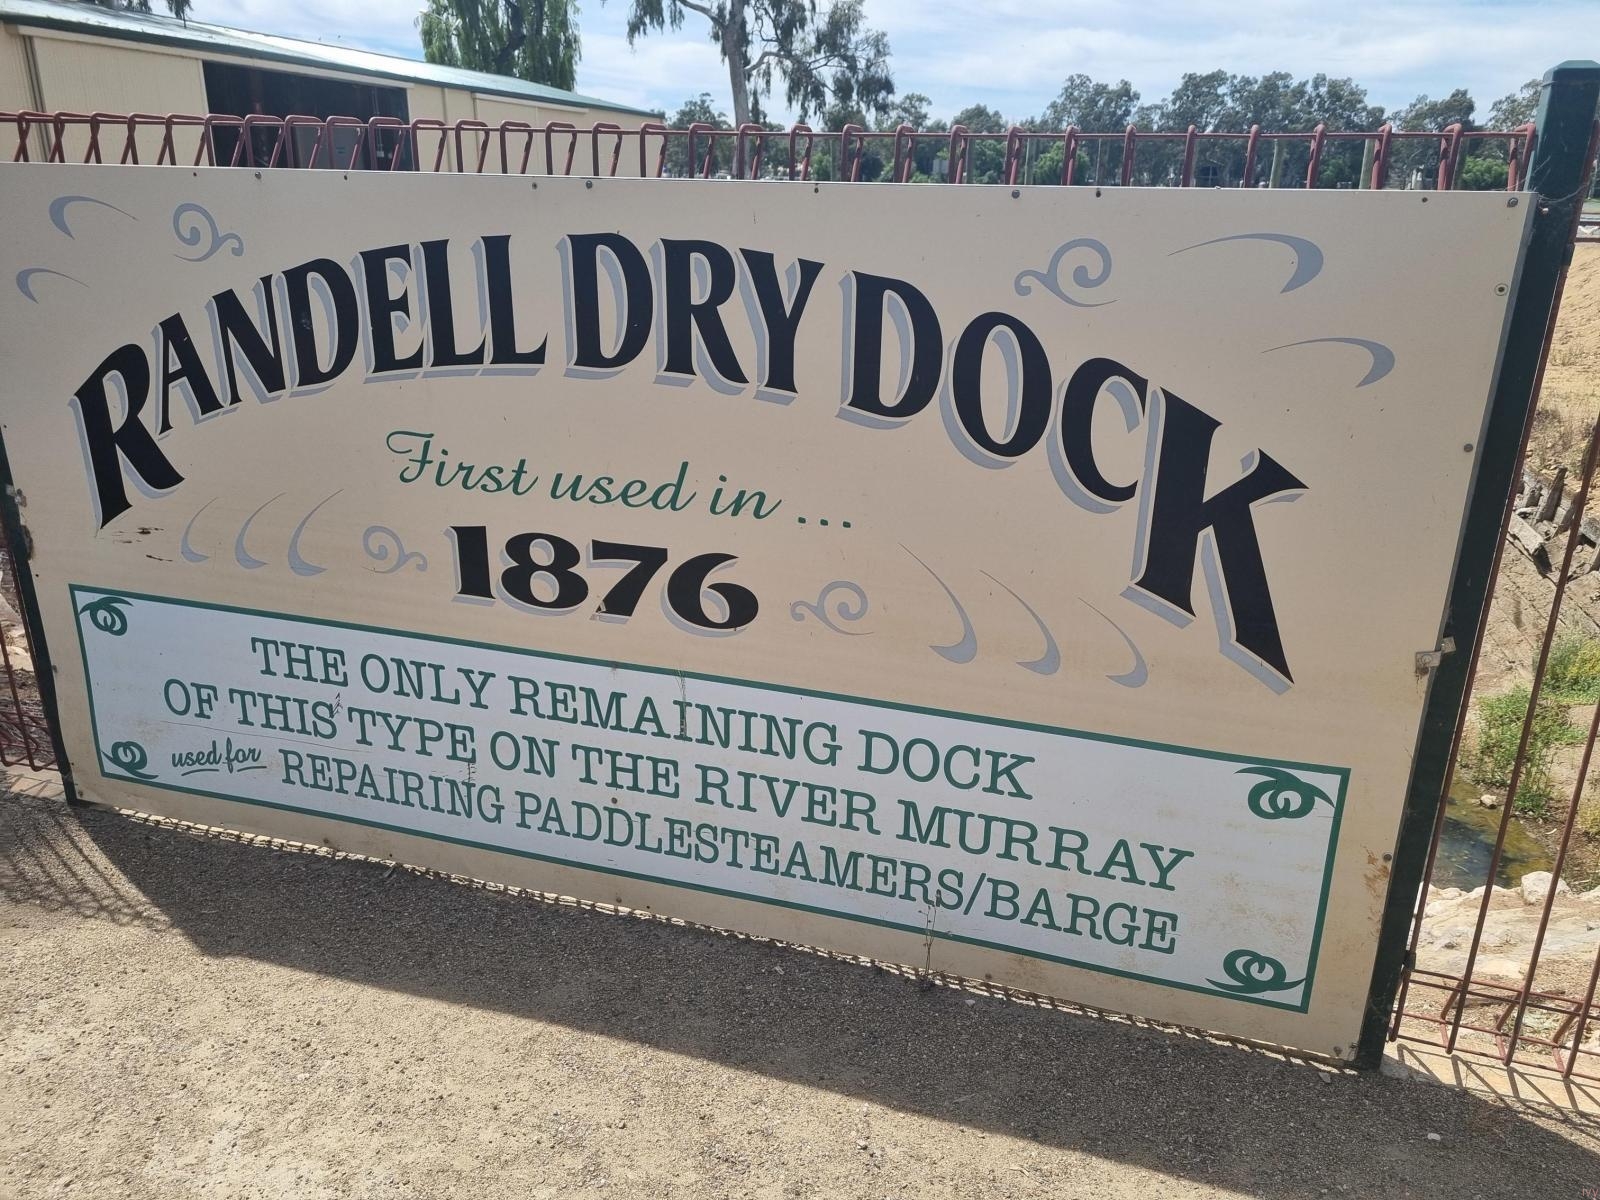 RANDELL DRY DOCK
First used in ...
1876
THE ONLY REMAINING DOCK
OF THIS TYPE ON THE RIVER MURRAY
used for REPAIRING PADDLESTEAMERS/BARGE